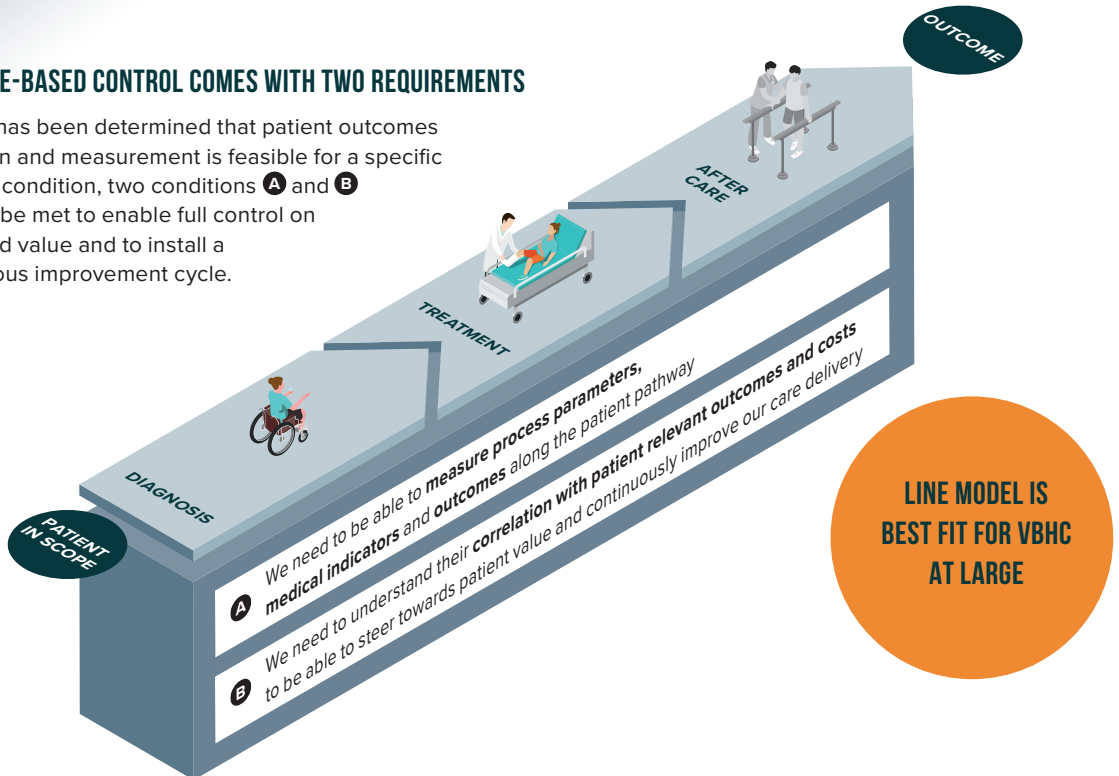 E-BASED CONTROL COMES WITH TWO REQUIREMENTS
has been determined that patient outcomes
n and measurement is feasible for a specific
condition, two conditions A and B
be met to enable full control on
d value and to install a
ous improvement cycle.
OUTCOME
AFTER
CARE
TREATMENT
DIAGNOSIS
PATIENT
IN SCOPE
A We need to be able to measure process parameters,
medical indicators and outcomes along the patient pathway
B We need to understand their correlation with patient relevant outcomes and costs
to be able to steer towards patient value and continuously improve our care delivery
LINE MODEL IS
BEST FIT FOR VBHC
AT LARGE